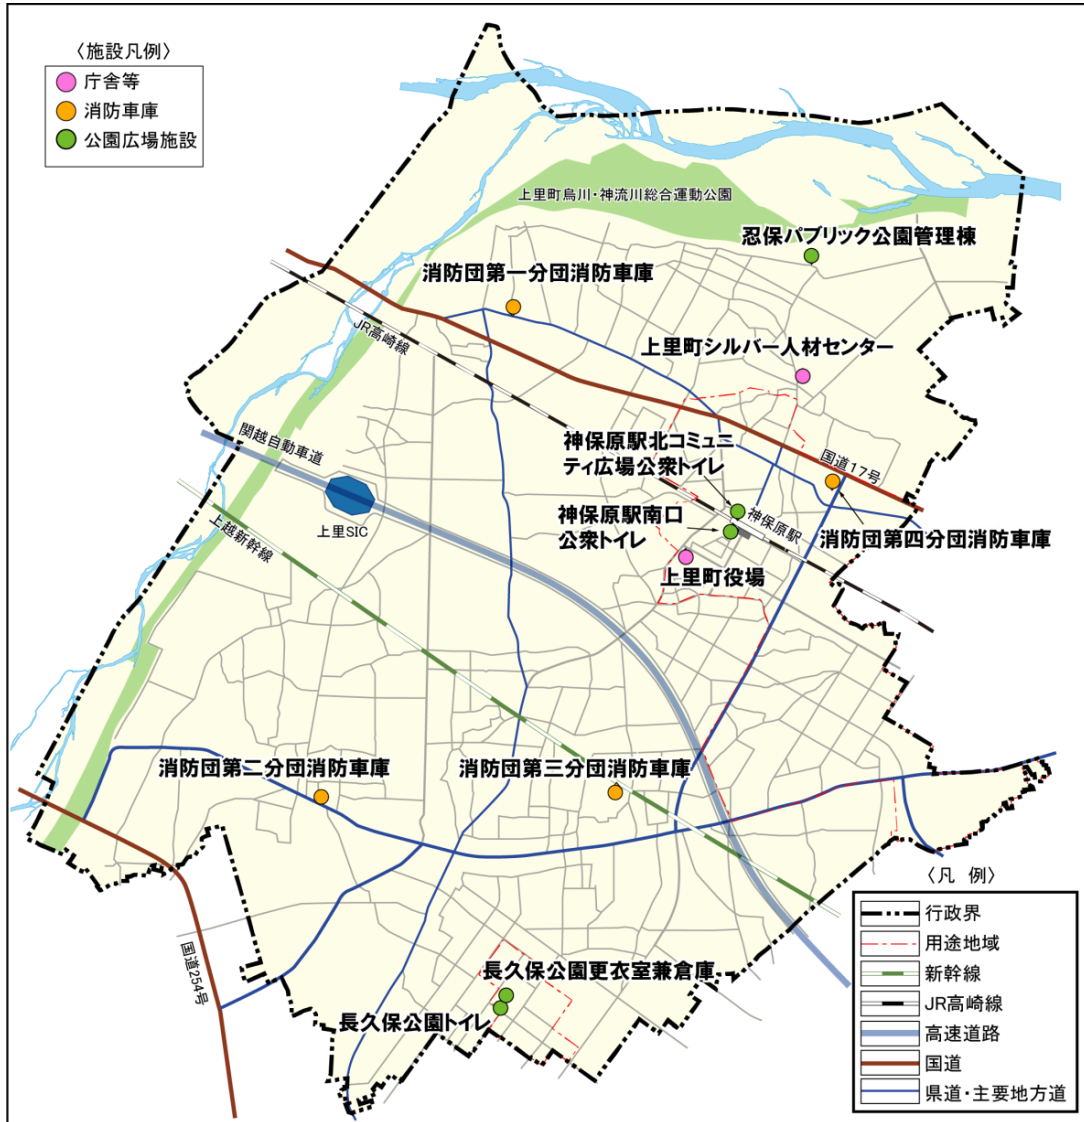 〈施設凡例〉
庁舎等
消防車庫
公園広場施設
上里町烏川・神流川総合運動公園
忍保パブリック公園管理棟
消防団第一分団消防車庫
JR高崎線
上里町シルバー人材センター
関越自動車道
神保原駅北コミュニ
ティ広場公衆トイレ
国道17号
上里SIC
上越新幹線
神保原駅南口
公衆トイレ
神保原駅
消防団第四分団消防車庫
上里町役場
消防団第二分団消防車庫
消防団第三分団消防車庫
国道254号
長久保公園更衣室兼倉庫
長久保公園トイレ
〈凡 例〉
行政界
用途地域
新幹線
JR高崎線
高速道路
国道
県道・主要地方道